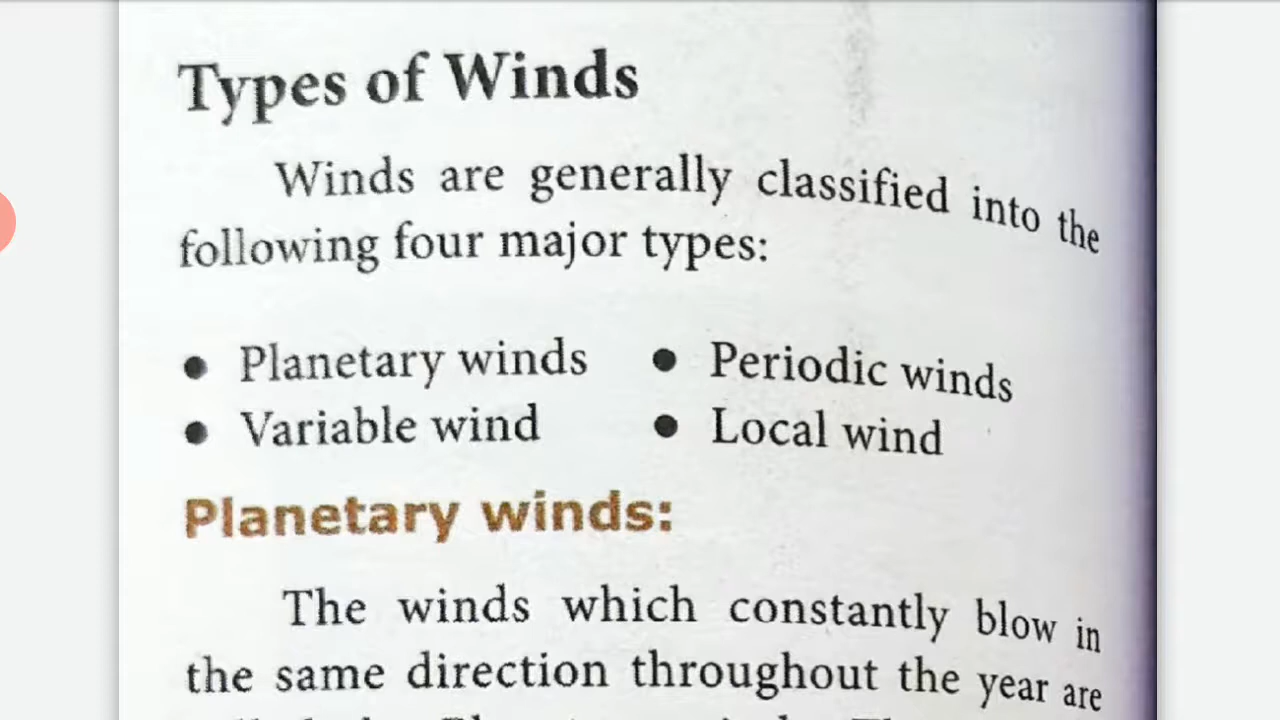 Types of Winds
Winds are generally classified into the
following four major types:
● Planetary winds ● Periodic winds
● Variable wind ● Local wind
Planetary winds:
The winds which constantly blow in
the same direction throughout the year are